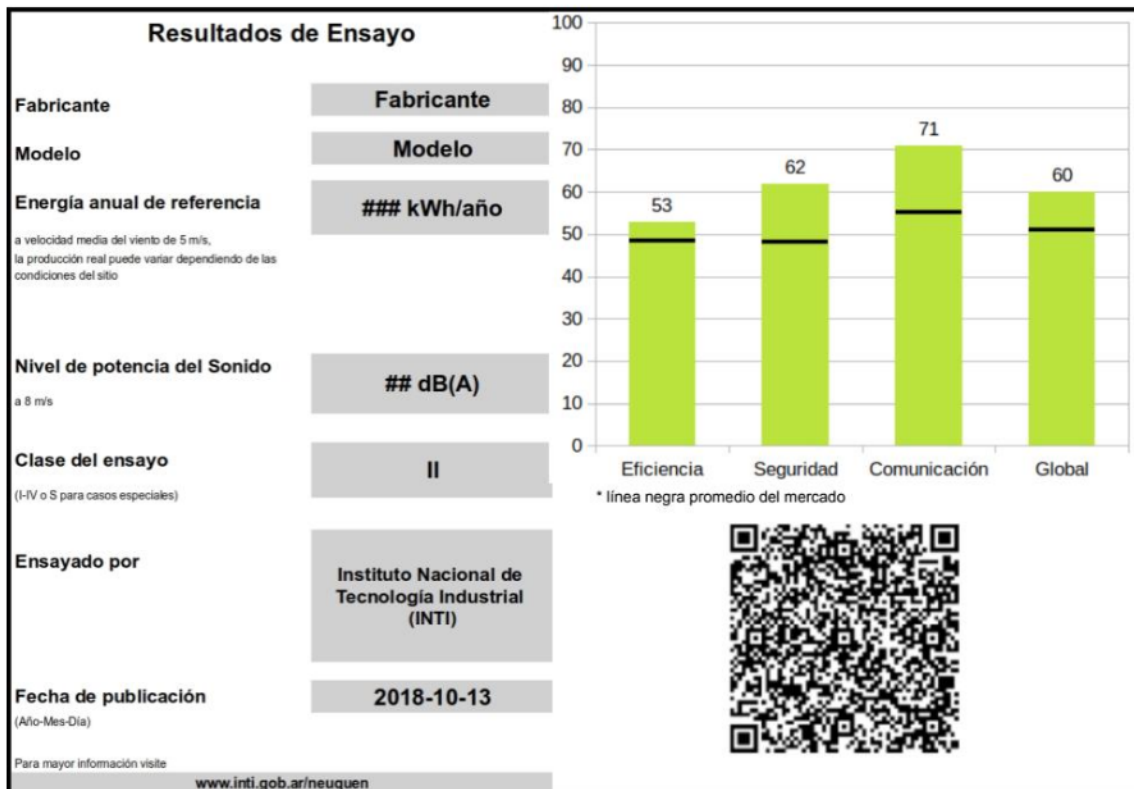 Resultados de Ensayo
Fabricante
Fabricante
Modelo
Modelo
Energía anual de referencia
### kWh/año
a velocidad media del viento de 5 m/s,
la producción real puede variar dependiendo de las
condiciones del sitio
Nivel de potencia del Sonido
## dB(A)
a 8 m/s
Clase del ensayo
II
(I-IV o S para casos especiales)
Ensayado por
Instituto Nacional de
Tecnología Industrial
(INTI)
Fecha de publicación
2018-10-13
(Año-Mes-Día)
Para mayor información visite
www.inti.gob.ar/neuquen
100
90
80
70
60
50
40
30
20
10
0
53
62
71
60
Eficiencia
Seguridad
Comunicación
Global
* línea negra promedio del mercado